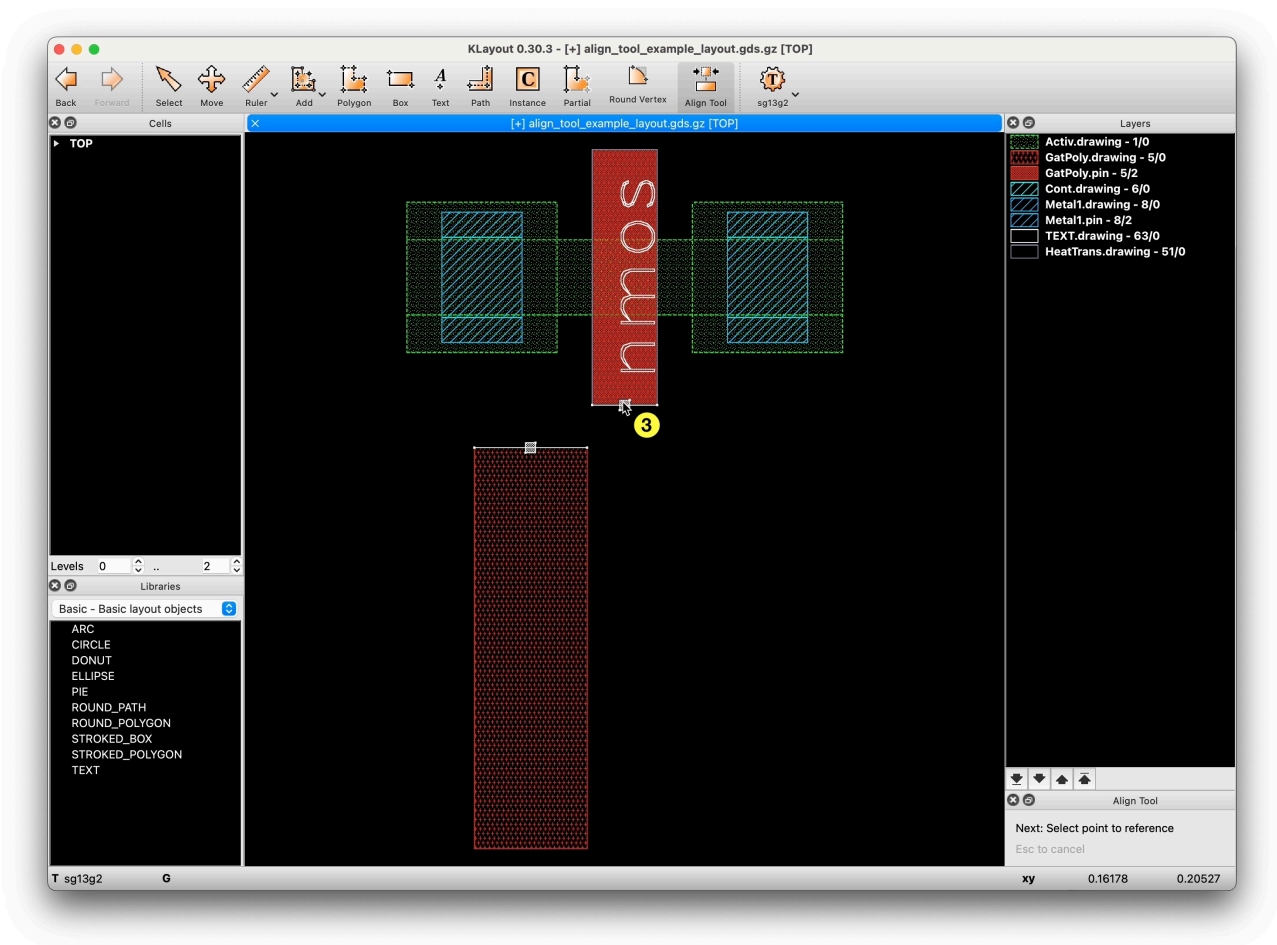 KLayout 0.30.3 - [+] align_tool_example_layout.gds.gz [TOP]
Back Forward Select Move Ruler Add Polygon Box Text Path Instance Partial Round Vertex Align Tool sg13g2
Cells
[+] align_tool_example_layout.gds.gz [TOP]
Layers
TOP
Activ.drawing - 1/0
GatPoly.drawing - 5/0
GatPoly.pin - 5/2
Cont.drawing - 6/0
Metal1.drawing - 8/0
Metal1.pin - 8/2
TEXT.drawing - 63/0
HeatTrans.drawing - 51/0
nmos
3
Levels 0 .. 2
Libraries
Basic - Basic layout objects
ARC
CIRCLE
DONUT
ELLIPSE
PIE
ROUND_PATH
ROUND_POLYGON
STROKED_BOX
STROKED_POLYGON
TEXT
Align Tool
Next: Select point to reference
Esc to cancel
T sg13g2 G xy 0.16178 0.20527